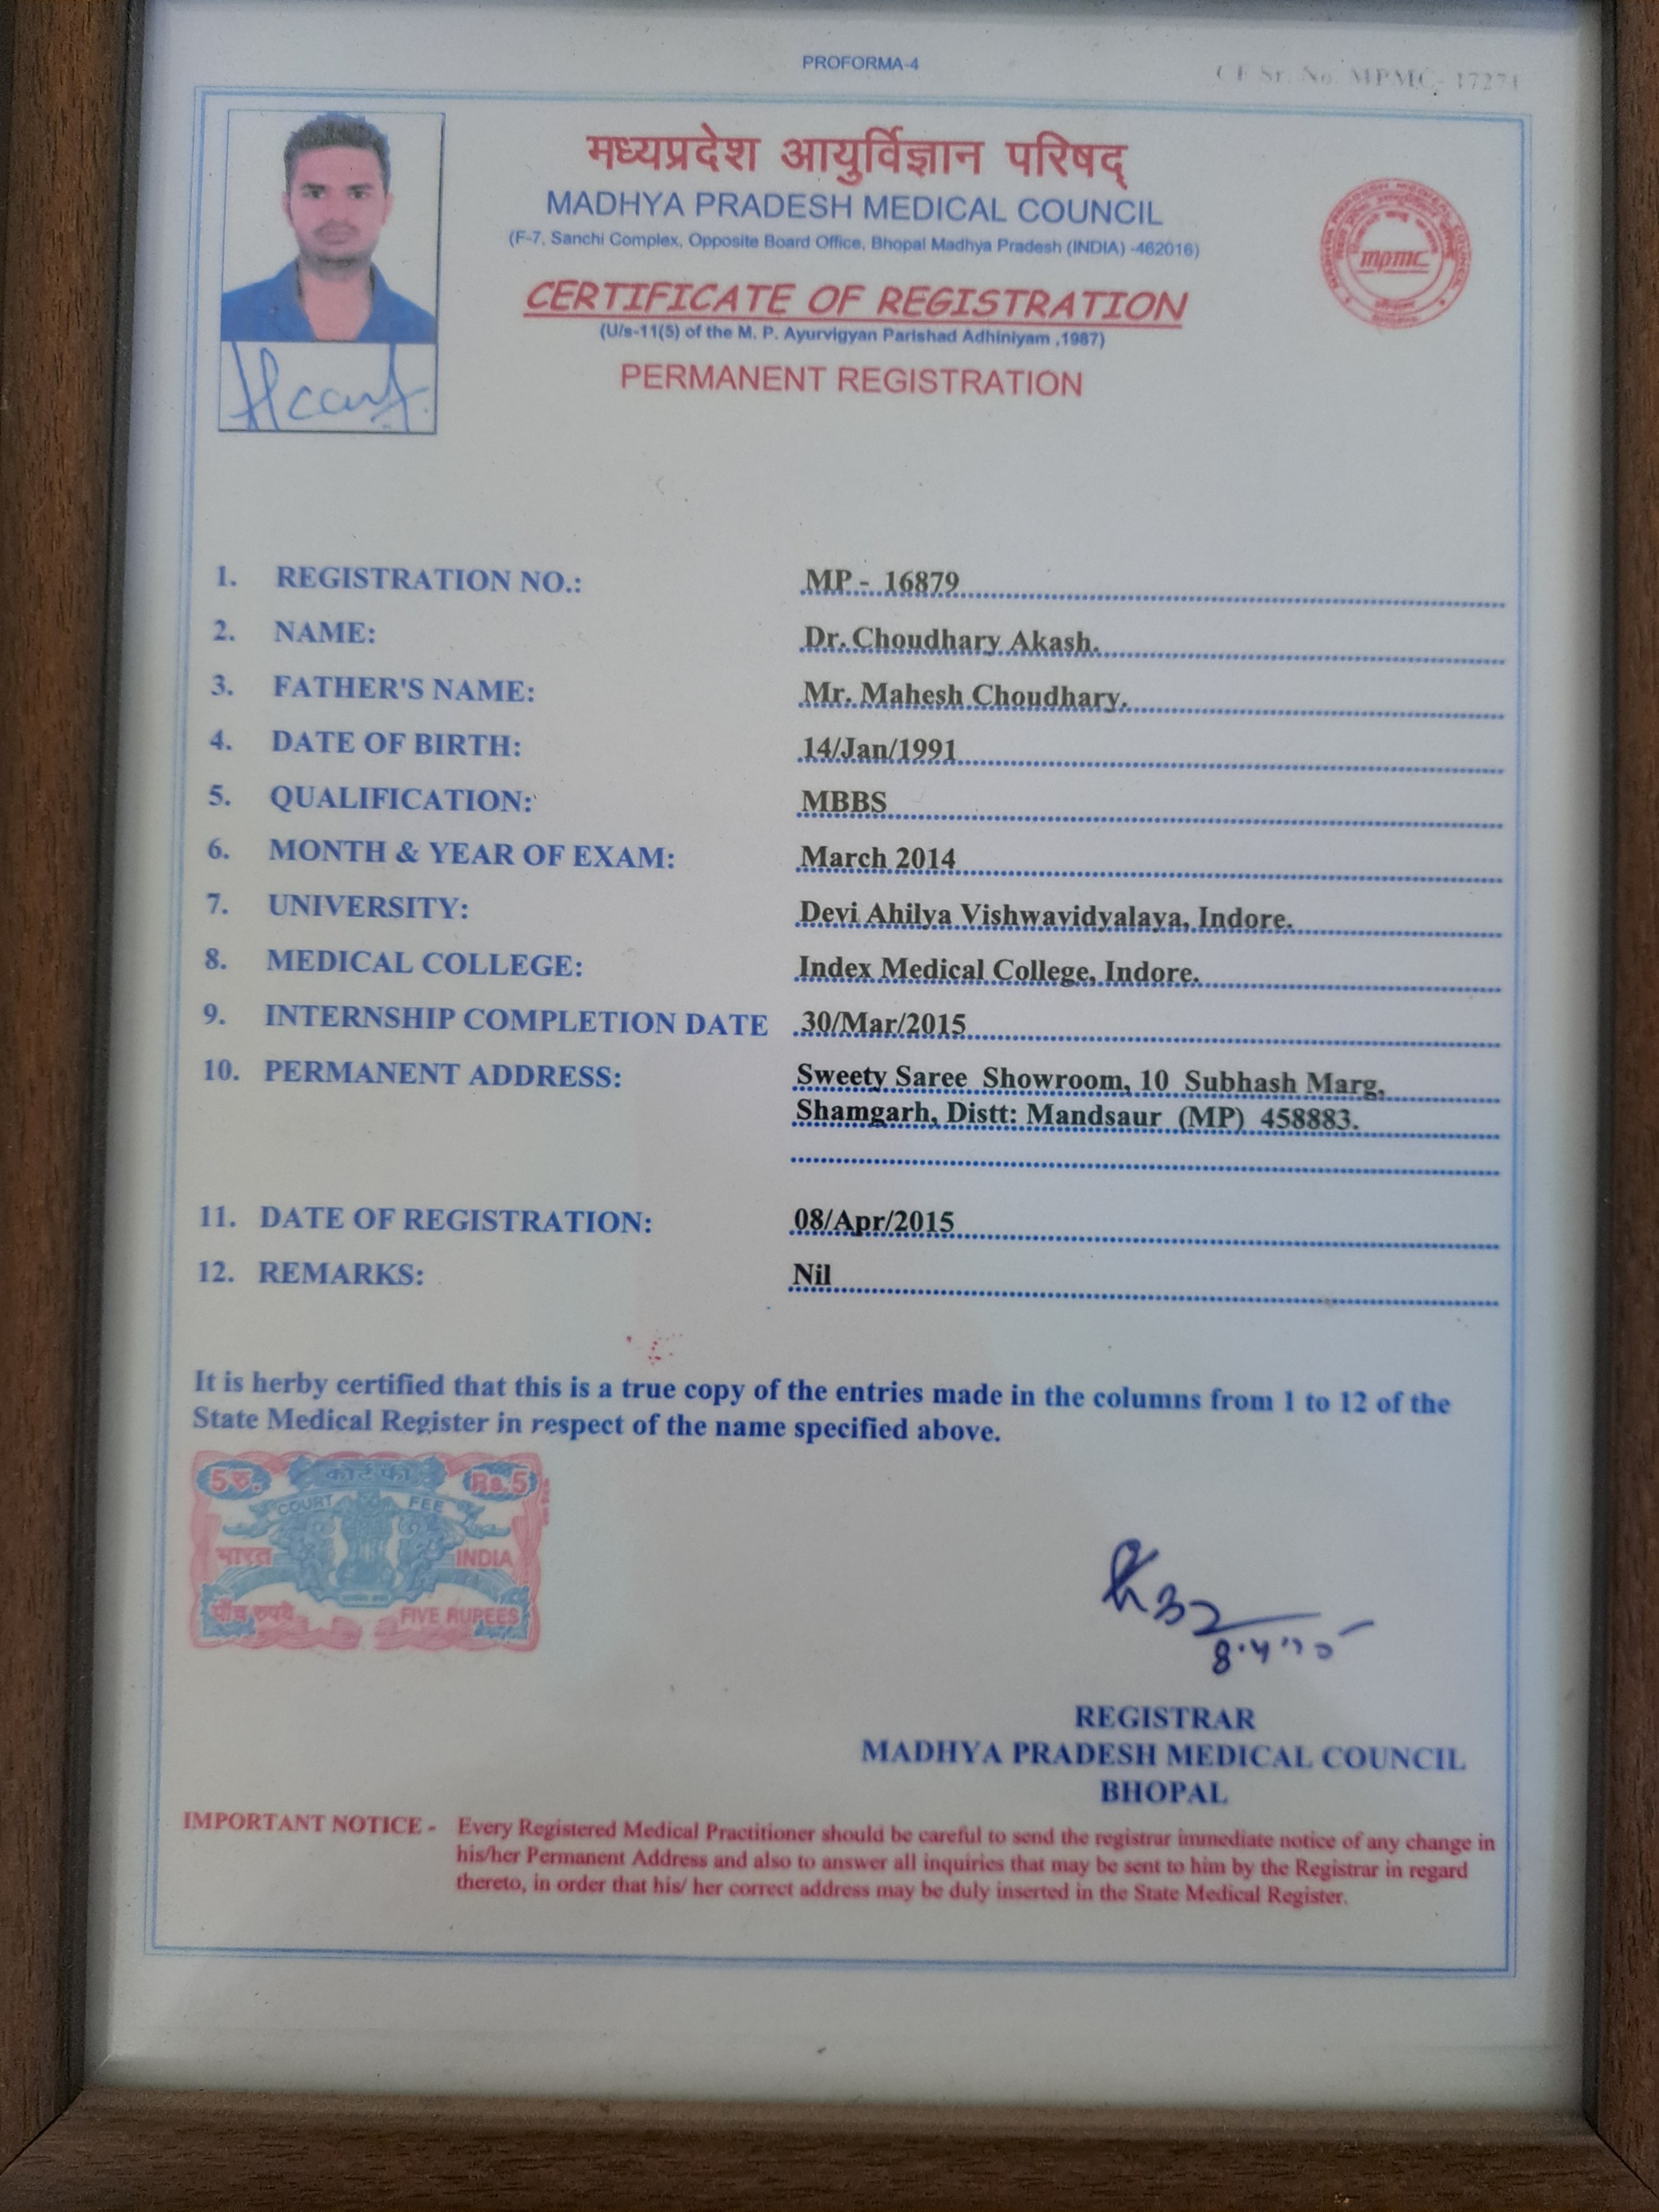 PROFORMA-4
CF Sr. No. MPMC- 17271
मध्यप्रदेश आयुर्विज्ञान परिषद्
MADHYA PRADESH MEDICAL COUNCIL
(F-7, Sanchi Complex, Opposite Board Office, Bhopal Madhya Pradesh (INDIA) -462016)
mpmc
CERTIFICATE OF REGISTRATION
(U/s-11(5) of the M. P. Ayurvigyan Parishad Adhiniyam ,1987)
PERMANENT REGISTRATION
1. REGISTRATION NO.: MP - 16879
2. NAME: Dr. Choudhary Akash.
3. FATHER'S NAME: Mr. Mahesh Choudhary.
4. DATE OF BIRTH: 14/Jan/1991
5. QUALIFICATION: MBBS
6. MONTH & YEAR OF EXAM: March 2014
7. UNIVERSITY: Devi Ahilya Vishwavidyalaya, Indore.
8. MEDICAL COLLEGE: Index Medical College, Indore.
9. INTERNSHIP COMPLETION DATE 30/Mar/2015
10. PERMANENT ADDRESS: Sweety Saree Showroom, 10 Subhash Marg,
Shamgarh, Distt: Mandsaur (MP) 458883.
11. DATE OF REGISTRATION: 08/Apr/2015
12. REMARKS: Nil
It is herby certified that this is a true copy of the entries made in the columns from 1 to 12 of the
State Medical Register in respect of the name specified above.
5 रु. कोर्ट फी Rs.5
COURT FEE
भारत INDIA
पाँच रुपये FIVE RUPEES
REGISTRAR
MADHYA PRADESH MEDICAL COUNCIL
BHOPAL
IMPORTANT NOTICE - Every Registered Medical Practitioner should be careful to send the registrar immediate notice of any change in
his/her Permanent Address and also to answer all inquiries that may be sent to him by the Registrar in regard
thereto, in order that his/ her correct address may be duly inserted in the State Medical Register.